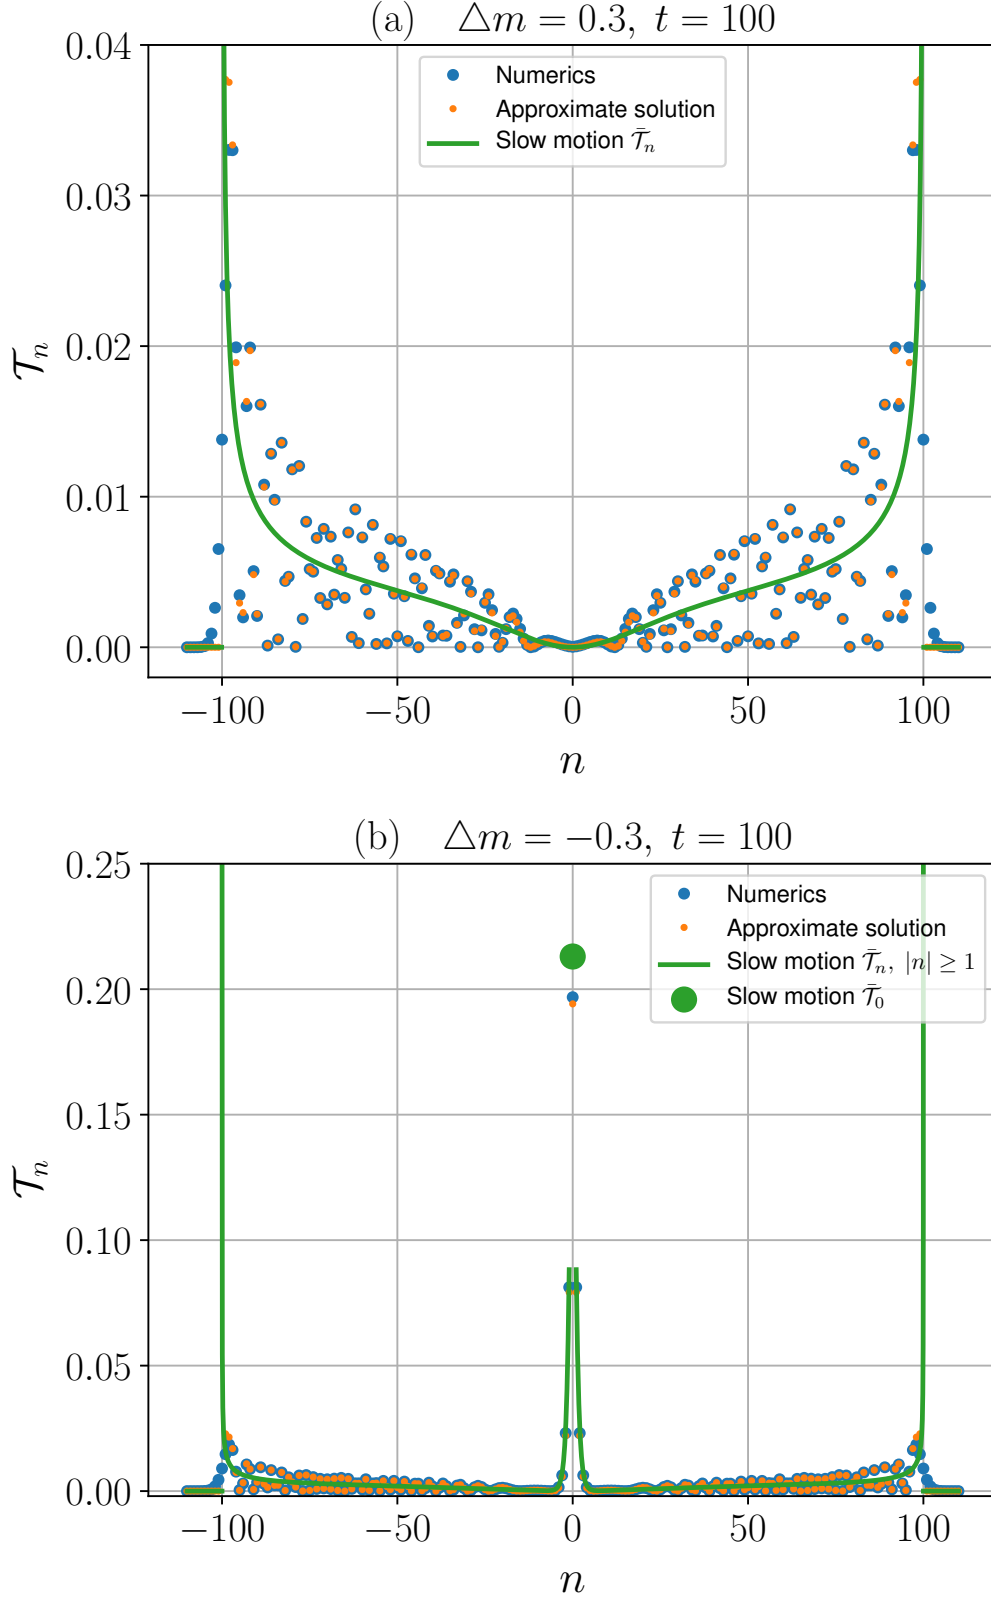 (a) △m = 0.3, t = 100
0.04
0.03
0.02
0.01
0.00
𝒯ₙ
Numerics
Approximate solution
Slow motion 𝒯̄ₙ
−100
−50
0
50
100
n
(b) △m = −0.3, t = 100
0.25
0.20
0.15
0.10
0.05
0.00
𝒯ₙ
Numerics
Approximate solution
Slow motion 𝒯̄ₙ, |n| ≥ 1
Slow motion 𝒯̄₀
−100
−50
0
50
100
n